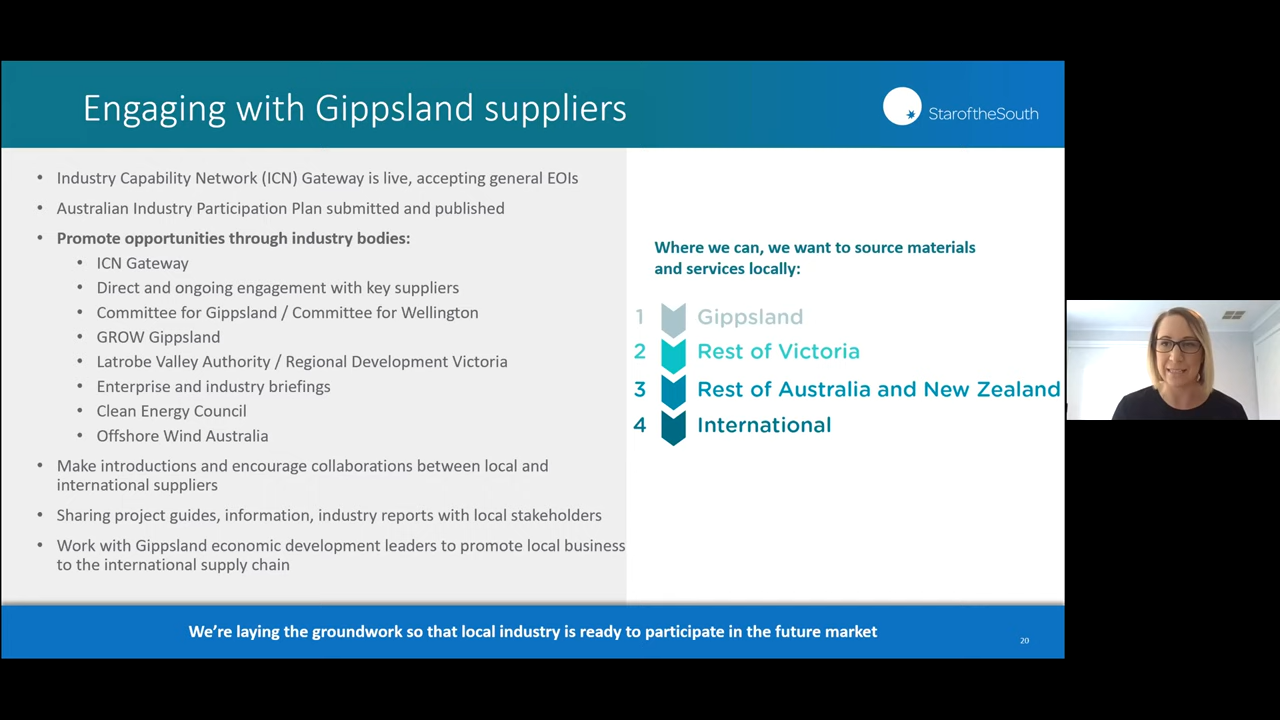 Engaging with Gippsland suppliers
StaroftheSouth
• Industry Capability Network (ICN) Gateway is live, accepting general EOIs
• Australian Industry Participation Plan submitted and published
• Promote opportunities through industry bodies:
• ICN Gateway
• Direct and ongoing engagement with key suppliers
• Committee for Gippsland / Committee for Wellington
• GROW Gippsland
• Latrobe Valley Authority / Regional Development Victoria
• Enterprise and industry briefings
• Clean Energy Council
• Offshore Wind Australia
• Make introductions and encourage collaborations between local and
international suppliers
• Sharing project guides, information, industry reports with local stakeholders
• Work with Gippsland economic development leaders to promote local business
to the international supply chain
Where we can, we want to source materials
and services locally:
1 Gippsland
2 Rest of Victoria
3 Rest of Australia and New Zealand
4 International
We’re laying the groundwork so that local industry is ready to participate in the future market
20